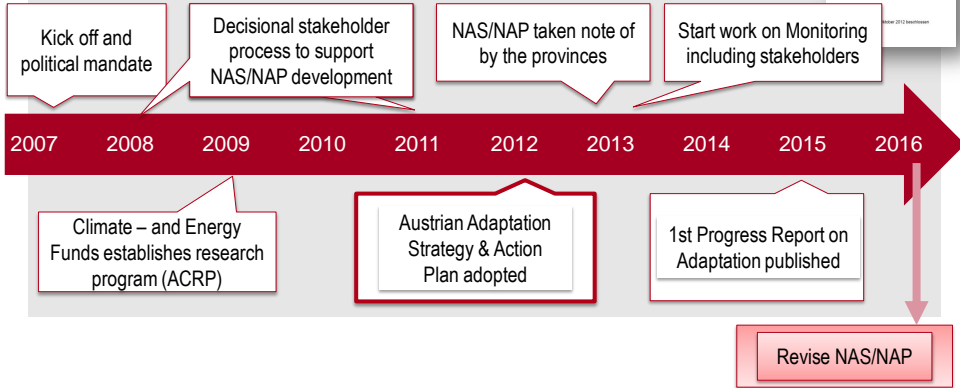 Oktober 2012 beschlossen
Kick off and
political mandate
Decisional stakeholder
process to support
NAS/NAP development
NAS/NAP taken note of
by the provinces
Start work on Monitoring
including stakeholders
2007 2008 2009 2010 2011 2012 2013 2014 2015 2016
Climate – and Energy
Funds establishes research
program (ACRP)
Austrian Adaptation
Strategy & Action
Plan adopted
1st Progress Report on
Adaptation published
Revise NAS/NAP